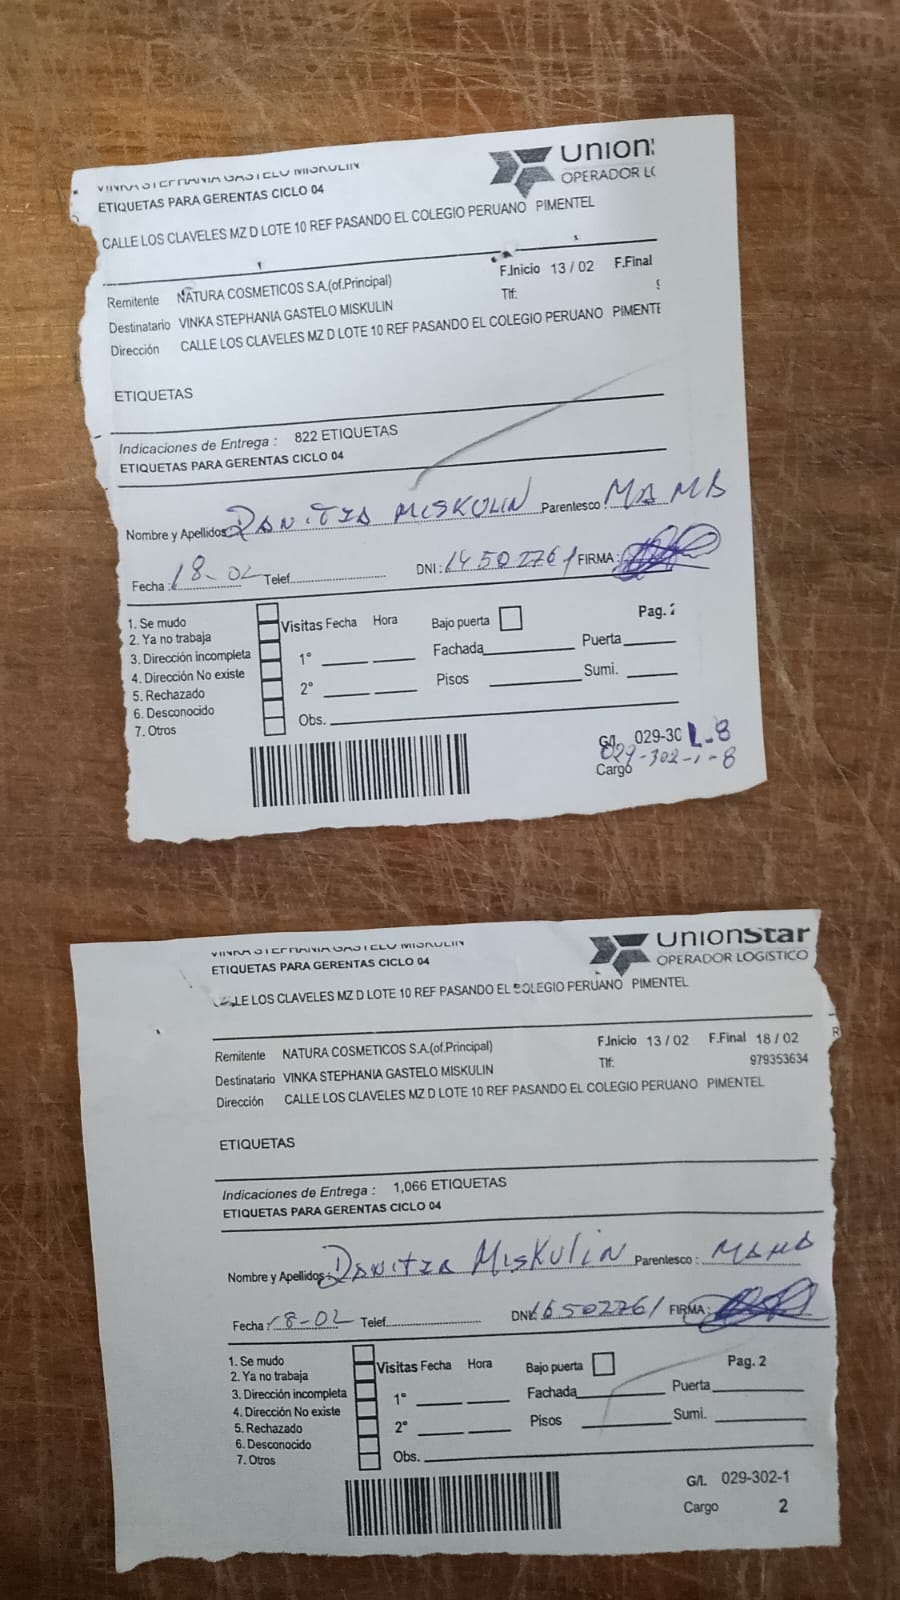 VINKA STEPHANIA GASTELO MISKULIN
ETIQUETAS PARA GERENTAS CICLO 04
UNION
OPERADOR LO
CALLE LOS CLAVELES MZ D LOTE 10 REF PASANDO EL COLEGIO PERUANO PIMENTEL
Remitente NATURA COSMETICOS S.A.(of.Principal) F.Inicio 13 / 02 F.Final
Destinatario VINKA STEPHANIA GASTELO MISKULIN Tlf:
Dirección CALLE LOS CLAVELES MZ D LOTE 10 REF PASANDO EL COLEGIO PERUANO PIMENTE
ETIQUETAS
Indicaciones de Entrega : 822 ETIQUETAS
ETIQUETAS PARA GERENTAS CICLO 04
Nombre y Apellidos: DANITZA MISKULIN Parentesco : MAMA
Fecha : 18-02 Telef. DNI: FIRMA :
1. Se mudo
2. Ya no trabaja
3. Dirección incompleta
4. Dirección No existe
5. Rechazado
6. Desconocido
7. Otros
Visitas Fecha Hora Bajo puerta Pag. 2
1° Fachada Puerta
2° Pisos Sumi.
Obs.
G/I. 029-30 1-8
029-302-1-8
Cargo
VINKA STEPHANIA GASTELO MISKULIN
ETIQUETAS PARA GERENTAS CICLO 04
UNIONStar
OPERADOR LOGISTICO
CALLE LOS CLAVELES MZ D LOTE 10 REF PASANDO EL COLEGIO PERUANO PIMENTEL
Remitente NATURA COSMETICOS S.A.(of.Principal) F.Inicio 13 / 02 F.Final 18 / 02
Destinatario VINKA STEPHANIA GASTELO MISKULIN Tlf: 979353634
Dirección CALLE LOS CLAVELES MZ D LOTE 10 REF PASANDO EL COLEGIO PERUANO PIMENTEL
ETIQUETAS
Indicaciones de Entrega : 1,066 ETIQUETAS
ETIQUETAS PARA GERENTAS CICLO 04
Nombre y Apellidos: DANITZA MISKULIN Parentesco : MAMA
Fecha : 18-02 Telef. DNI: FIRMA :
1. Se mudo
2. Ya no trabaja
3. Dirección incompleta
4. Dirección No existe
5. Rechazado
6. Desconocido
7. Otros
Visitas Fecha Hora Bajo puerta Pag. 2
1° Fachada Puerta
2° Pisos Sumi.
Obs.
G/I. 029-302-1
Cargo 2